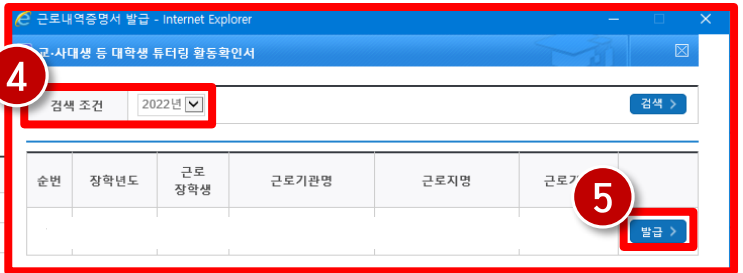 근로내역증명서 발급 - Internet Explorer
교·사대생 등 대학생 튜터링 활동확인서
4
검색 조건 2022년
검색 >
순번 장학년도 근로 장학생 근로기관명 근로지명
5
발급 >